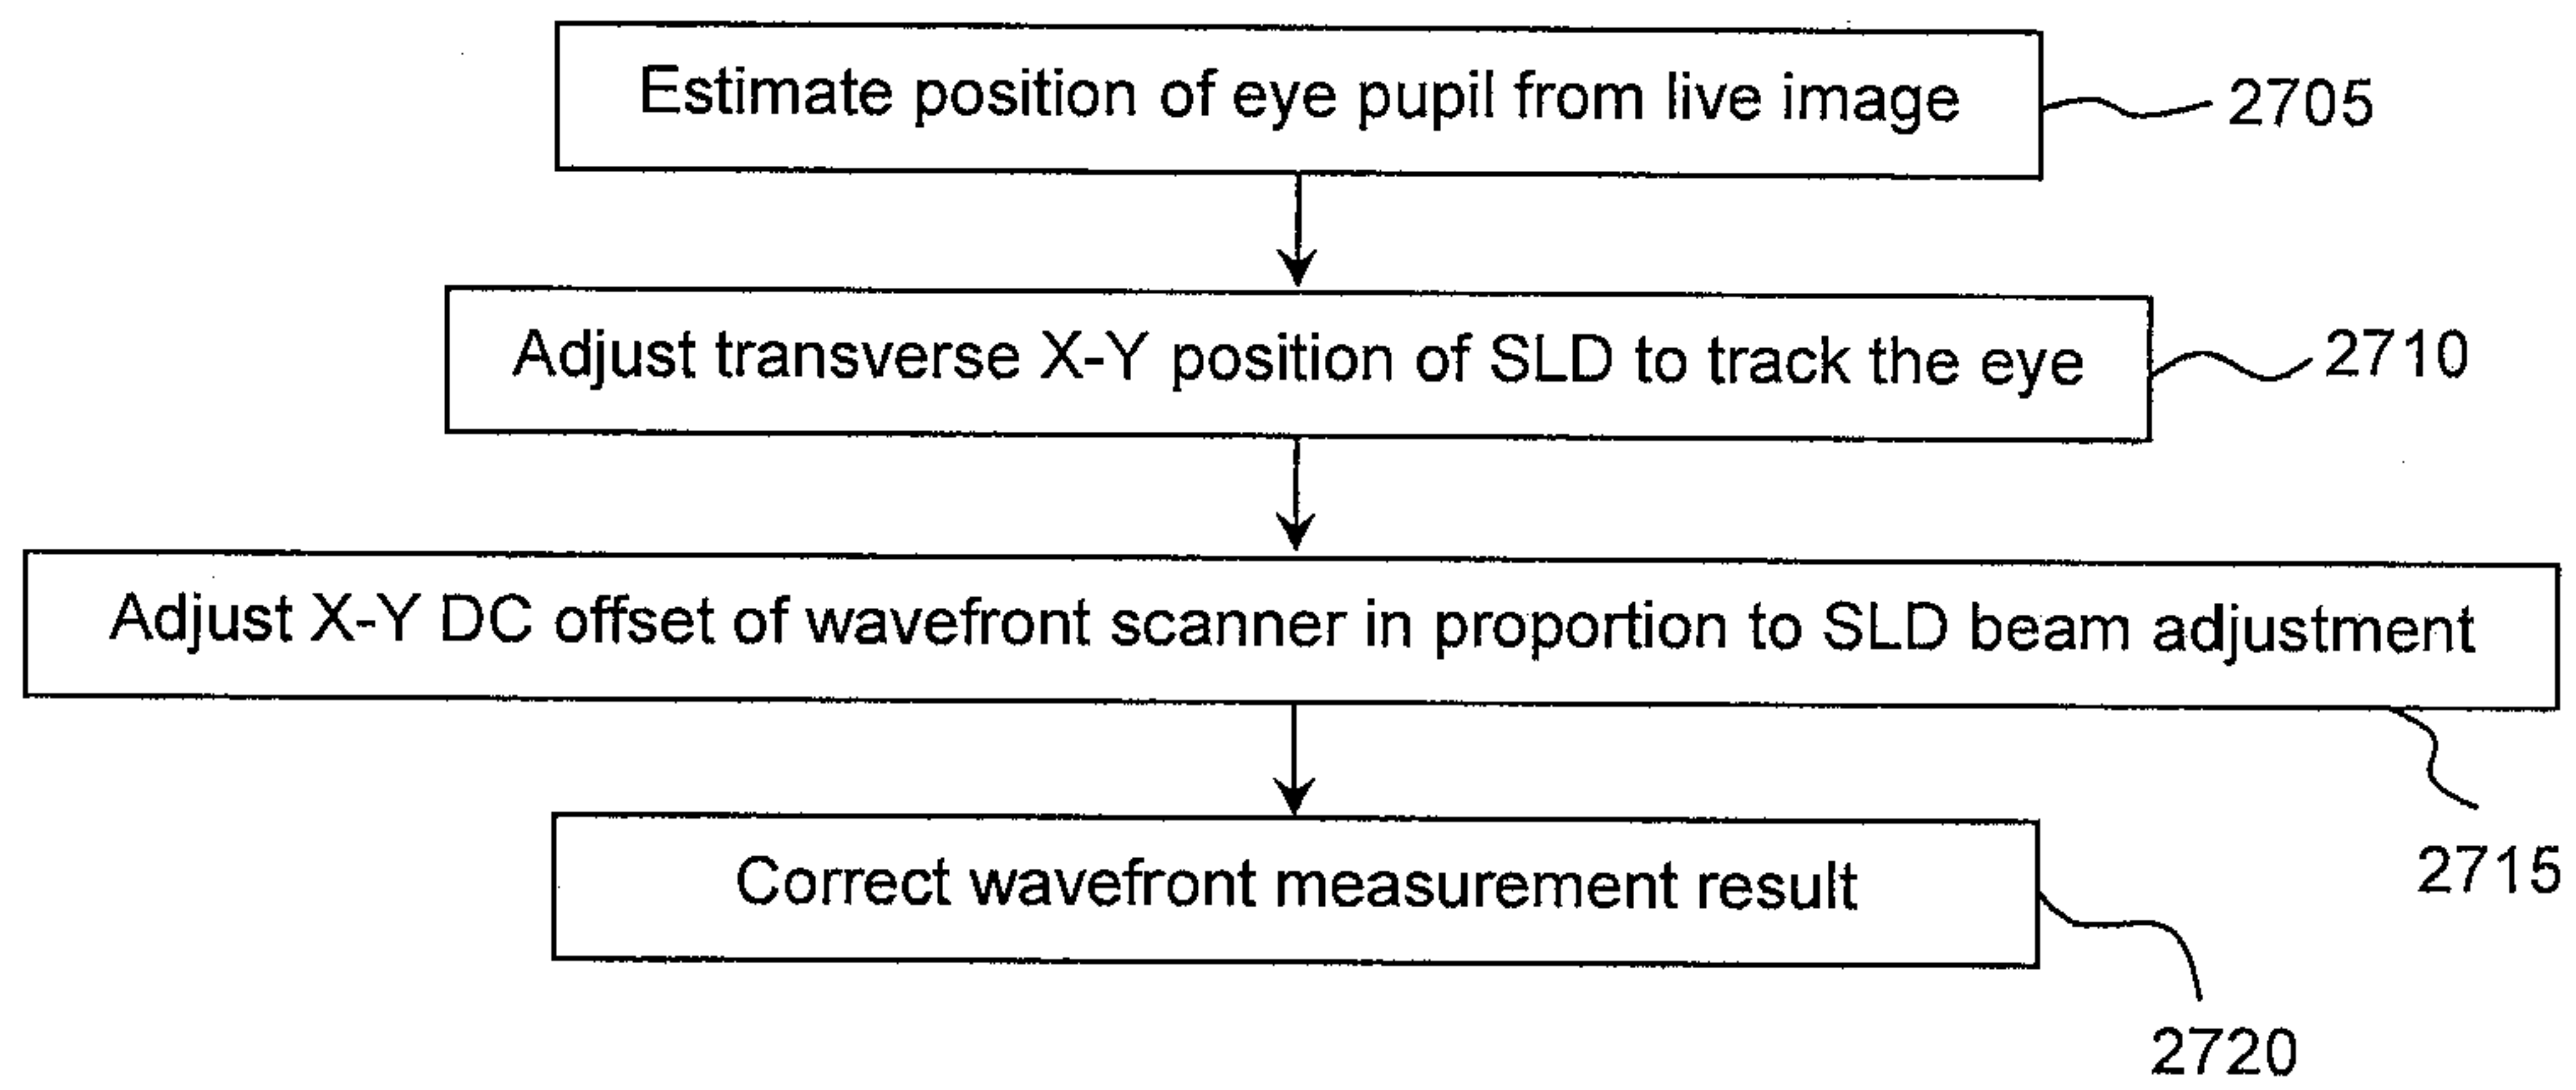 Estimate position of eye pupil from live image
2705
Adjust transverse X-Y position of SLD to track the eye
2710
Adjust X-Y DC offset of wavefront scanner in proportion to SLD beam adjustment
2715
Correct wavefront measurement result
2720